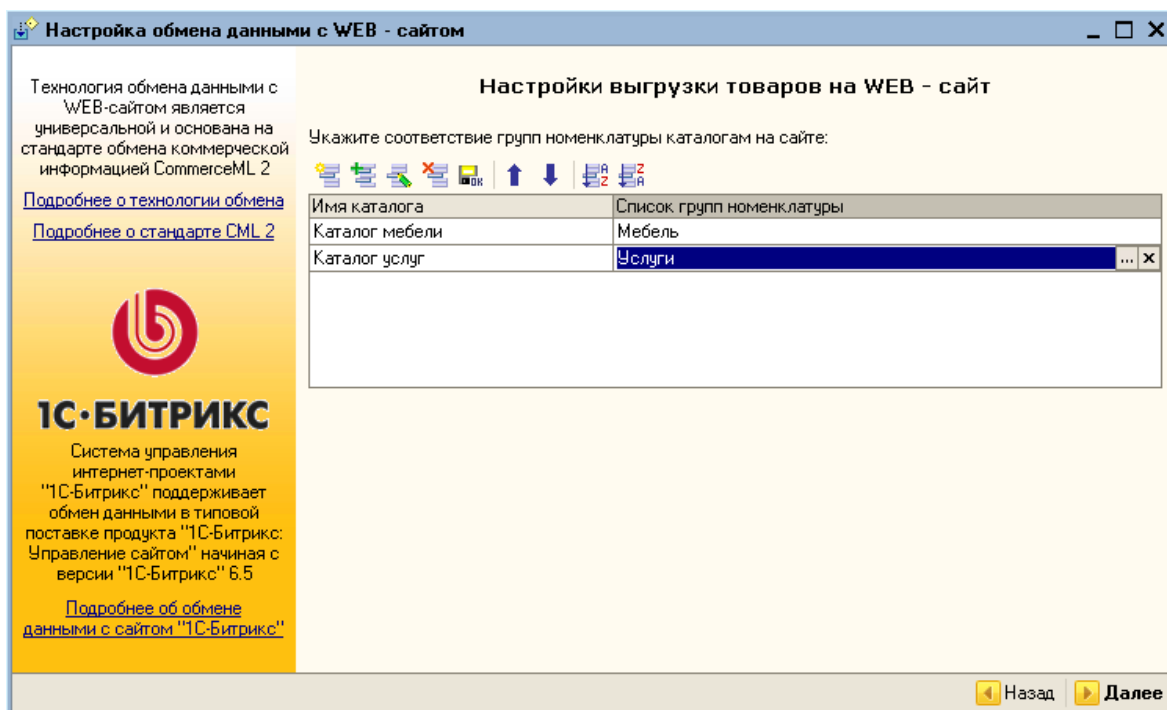 Настройка обмена данными с WEB - сайтом
Технология обмена данными с
WEB-сайтом является
универсальной и основана на
стандарте обмена коммерческой
информацией CommerceML 2
Подробнее о технологии обмена
Подробнее о стандарте CML 2
1С·БИТРИКС
Система управления
интернет-проектами
"1С-Битрикс" поддерживает
обмен данными в типовой
поставке продукта "1С-Битрикс:
Управление сайтом" начиная с
версии "1С-Битрикс" 6.5
Подробнее об обмене
данными с сайтом "1С-Битрикс"
Настройки выгрузки товаров на WEB - сайт
Укажите соответствие групп номенклатуры каталогам на сайте:
Имя каталога Список групп номенклатуры
Каталог мебели Мебель
Каталог услуг Услуги ...
Назад Далее